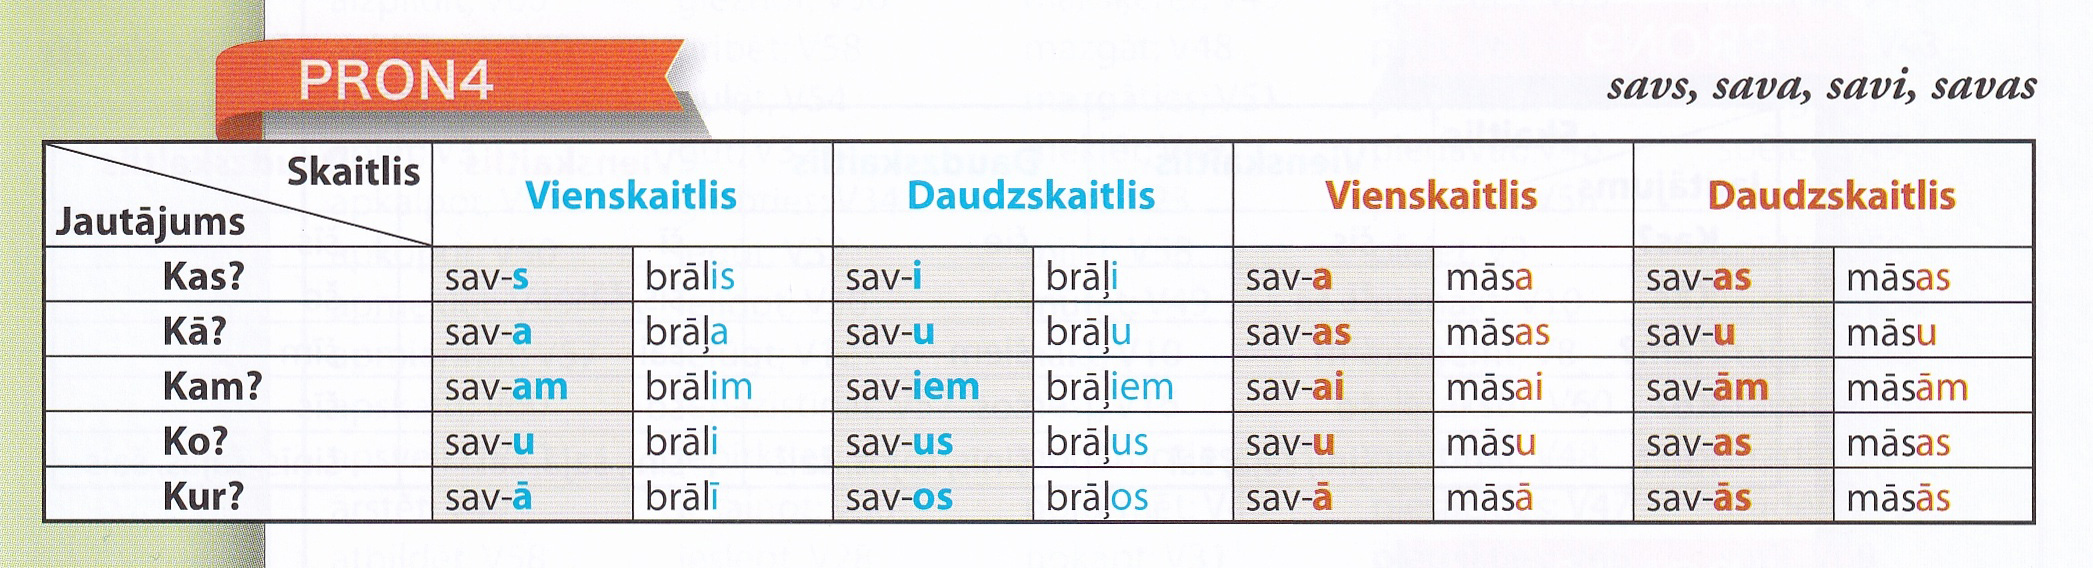 PRON4
savs, sava, savi, savas
Skaitlis
Jautājums
Vienskaitlis Daudzskaitlis Vienskaitlis Daudzskaitlis
Kas? sav-s brālis sav-i brāļi sav-a māsa sav-as māsas
Kā? sav-a brāļa sav-u brāļu sav-as māsas sav-u māsu
Kam? sav-am brālim sav-iem brāļiem sav-ai māsai sav-ām māsām
Ko? sav-u brāli sav-us brāļus sav-u māsu sav-as māsas
Kur? sav-ā brālī sav-os brāļos sav-ā māsā sav-ās māsās